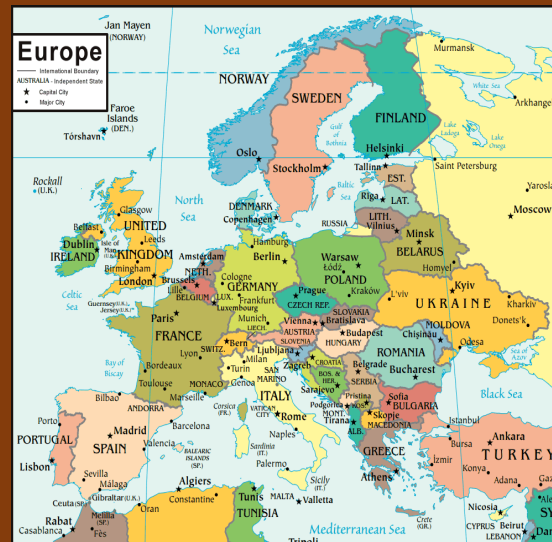 Jan Mayen
(NORWAY)
Norwegian
Sea
Europe
International Boundary
AUSTRALIA - Independent State
★ Capital City
• Major City
Murmansk
White Sea
NORWAY
SWEDEN
Arkhange
Faroe
Islands
(DEN.)
Tórshavn
FINLAND
Gulf
of
Bothnia
Lake
Ladoga
Lake
Onega
Oslo
Helsinki
Stockholm
Tallinn
Saint Petersburg
EST.
Rockall
(U.K.)
Baltic
Sea
Riga
LAT.
Yarosla
North
Sea
DENMARK
Copenhagen
LITH.
Vilnius
Moscow
RUSSIA
Glasgow
Belfast
UNITED
KINGDOM
Leeds
Isle of
Man
(U.K.)
Dublin
IRELAND
Birmingham
London
Minsk
BELARUS
Homyel
Hamburg
Berlin
Amsterdam
NETH.
Warsaw
Łódź
POLAND
Kraków
Celtic
Sea
Brussels
Lille
BELGIUM
LUX.
Luxembourg
Cologne
GERMANY
Frankfurt
Prague
CZECH REP.
L'viv
Kyiv
UKRAINE
Kharkiv
Donets'k
Guernsey (U.K.)
Jersey (U.K.)
Paris
FRANCE
Munich
LIECH.
Vienna
AUSTRIA
SLOVAKIA
Bratislava
Budapest
HUNGARY
MOLDOVA
Chișinau
Odesa
Bern
SWITZ.
Lyon
SLOVENIA
Ljubljana
Zagreb
CROATIA
ROMANIA
Bucharest
Sea of
Azov
Bay of
Biscay
Bordeaux
Toulouse
Milan
Turin
Genoa
SAN
MARINO
MONACO
Marseille
BOS. &
HER.
Sarajevo
Belgrade
SERBIA
Black Sea
Bilbao
ANDORRA
Corsica
(FR.)
ITALY
VATICAN
CITY
Rome
Podgorica
MONT.
Pristina
KOS.
Sofia
BULGARIA
Skopje
MACEDONIA
Tirana
ALB.
Istanbul
Porto
PORTUGAL
Lisbon
Madrid
SPAIN
Barcelona
Valencia
BALEARIC
ISLANDS
(SP.)
Sardinia
(IT.)
Naples
Palermo
Sicily
(IT.)
GREECE
Athens
Bursa
Ankara
TURKEY
İzmir
Konya
Adana
Gaz
Sevilla
Málaga
Gibraltar (U.K.)
Ceuta (SP.)
Melilla
(SP.)
Rabat
Casablanca
Fès
Oran
Algiers
Constantine
Tunis
TUNISIA
MALTA
Valletta
Tripoli
Mediterranean Sea
Crete
(GR.)
Nicosia
CYPRUS
Beirut
LEBANON
SY
Dam